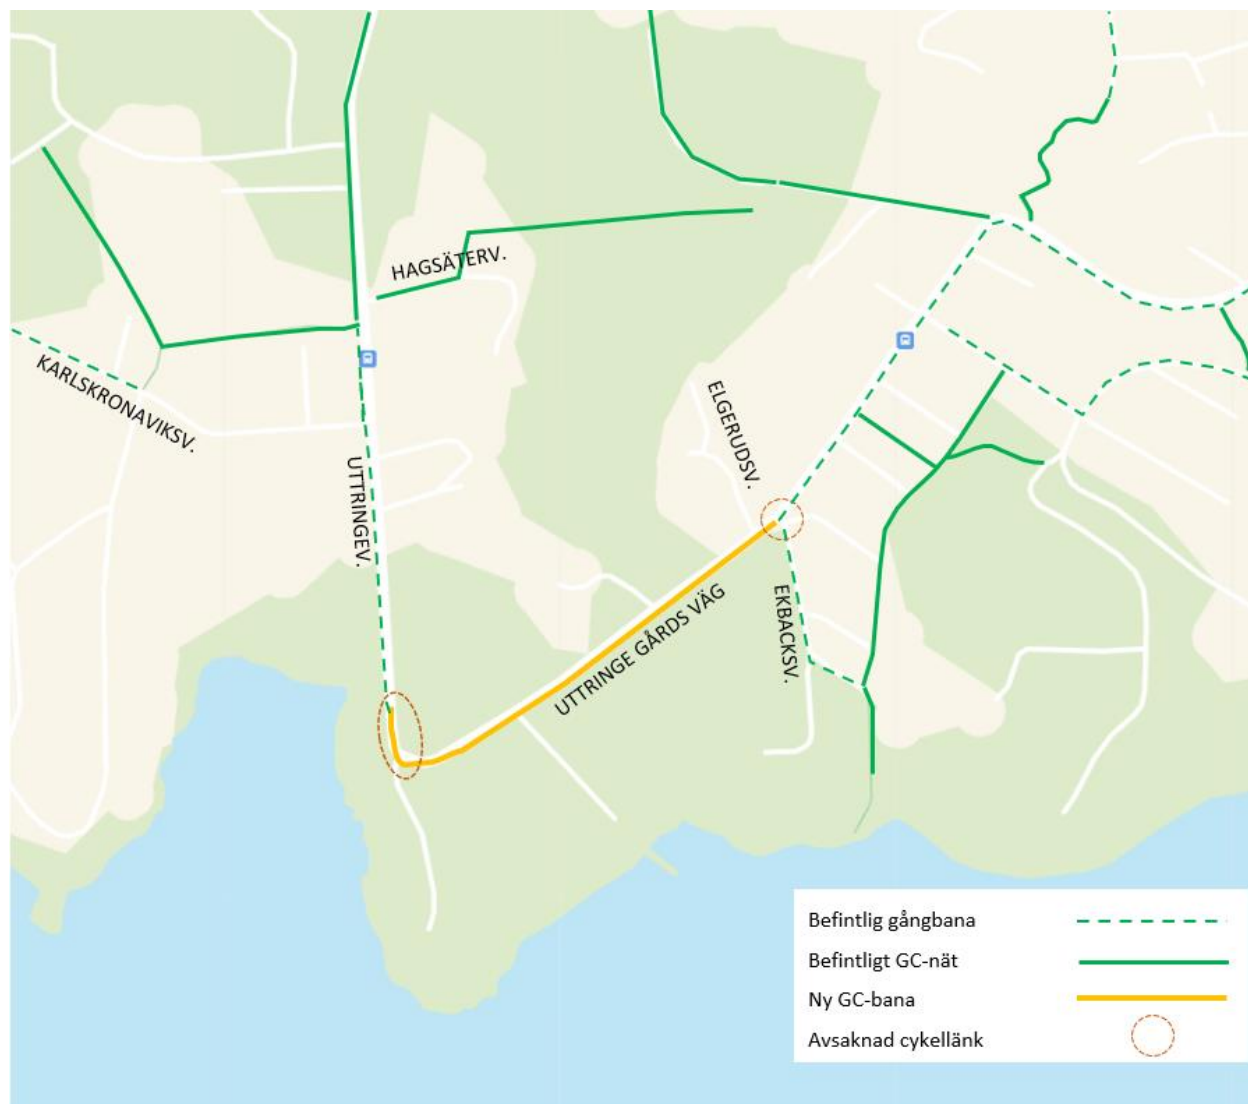 HAGSÄTERV.
KARLSKRONAVIKSV.
ELGERUDSV.
UTTRINGEV.
EKBACKSV.
UTTRINGE GÅRDS VÄG
Befintlig gångbana
Befintligt GC-nät
Ny GC-bana
Avsaknad cykellänk